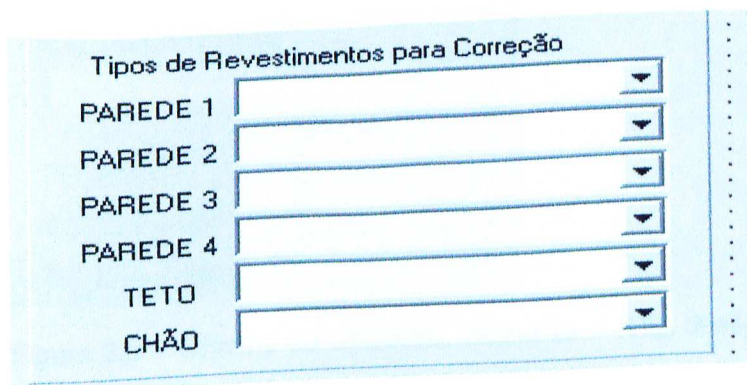 Tipos de Revestimentos para Correção
PAREDE 1
PAREDE 2
PAREDE 3
PAREDE 4
TETO
CHÃO